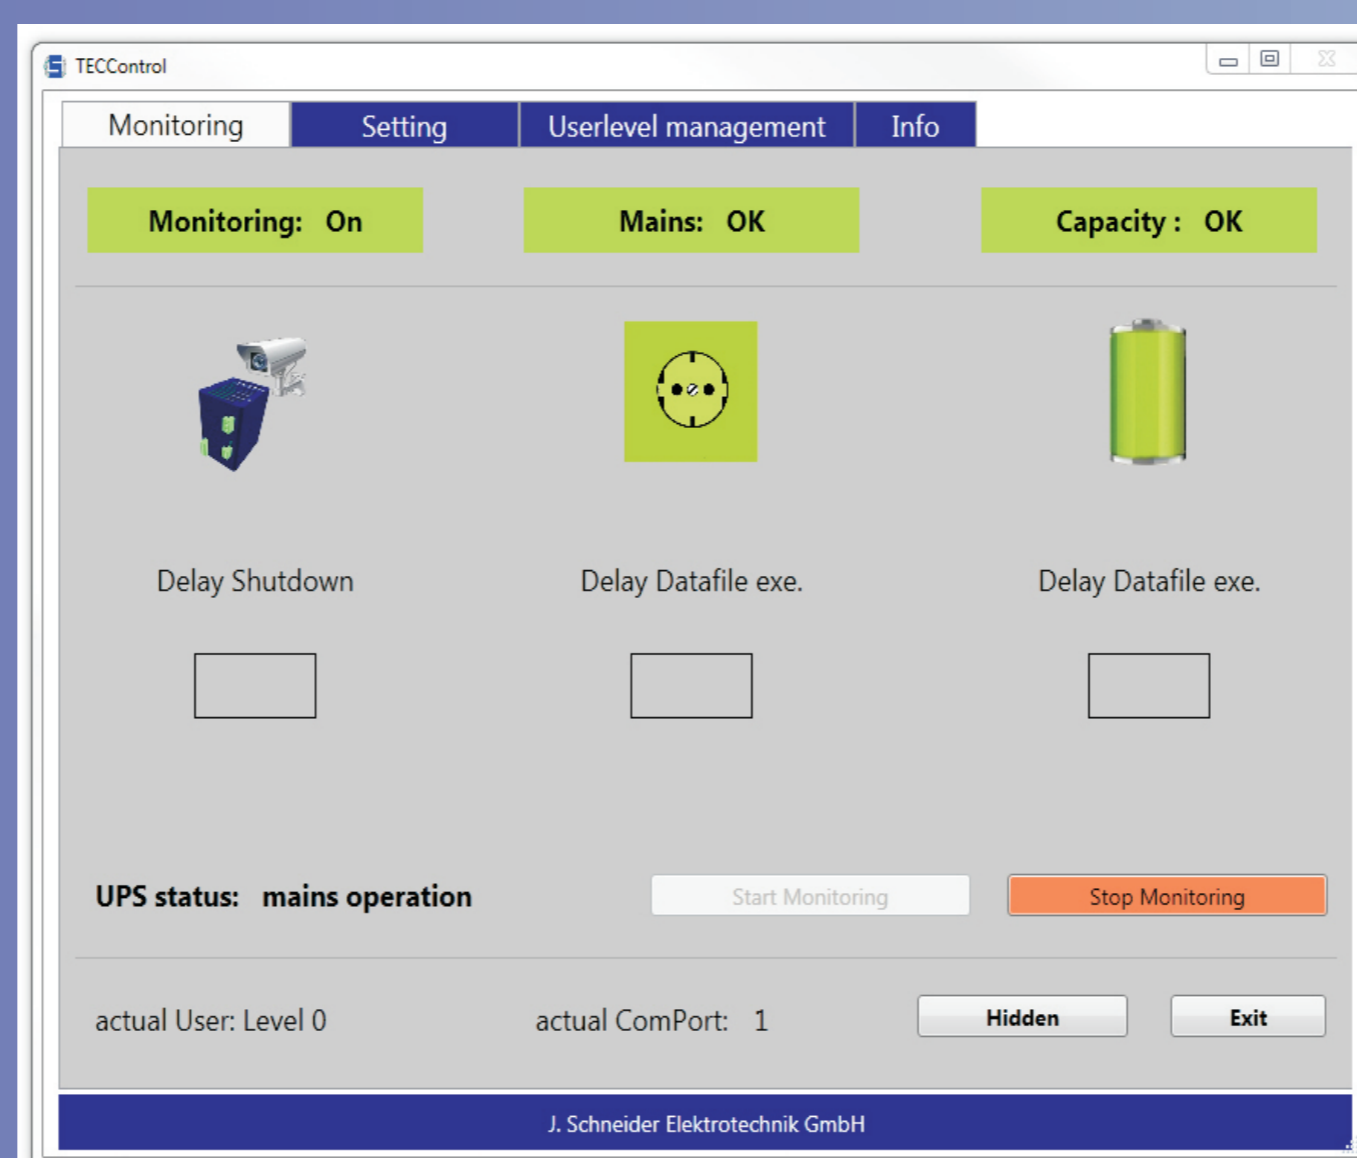 TECControl
Monitoring Setting Userlevel management Info
Monitoring: On Mains: OK Capacity : OK
Delay Shutdown Delay Datafile exe. Delay Datafile exe.
UPS status: mains operation Start Monitoring Stop Monitoring
actual User: Level 0 actual ComPort: 1 Hidden Exit
J. Schneider Elektrotechnik GmbH